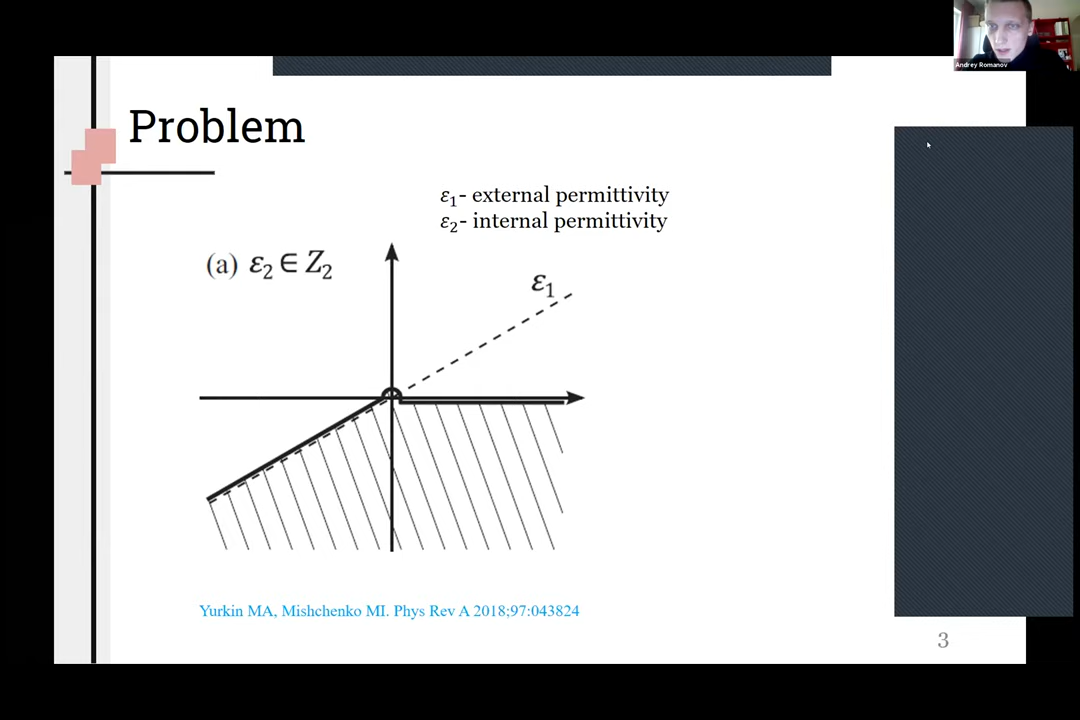 Andrey Romanov
Problem
ε₁- external permittivity
ε₂- internal permittivity
(a) ε₂ ∈ Z₂
ε₁
Yurkin MA, Mishchenko MI. Phys Rev A 2018;97:043824
3